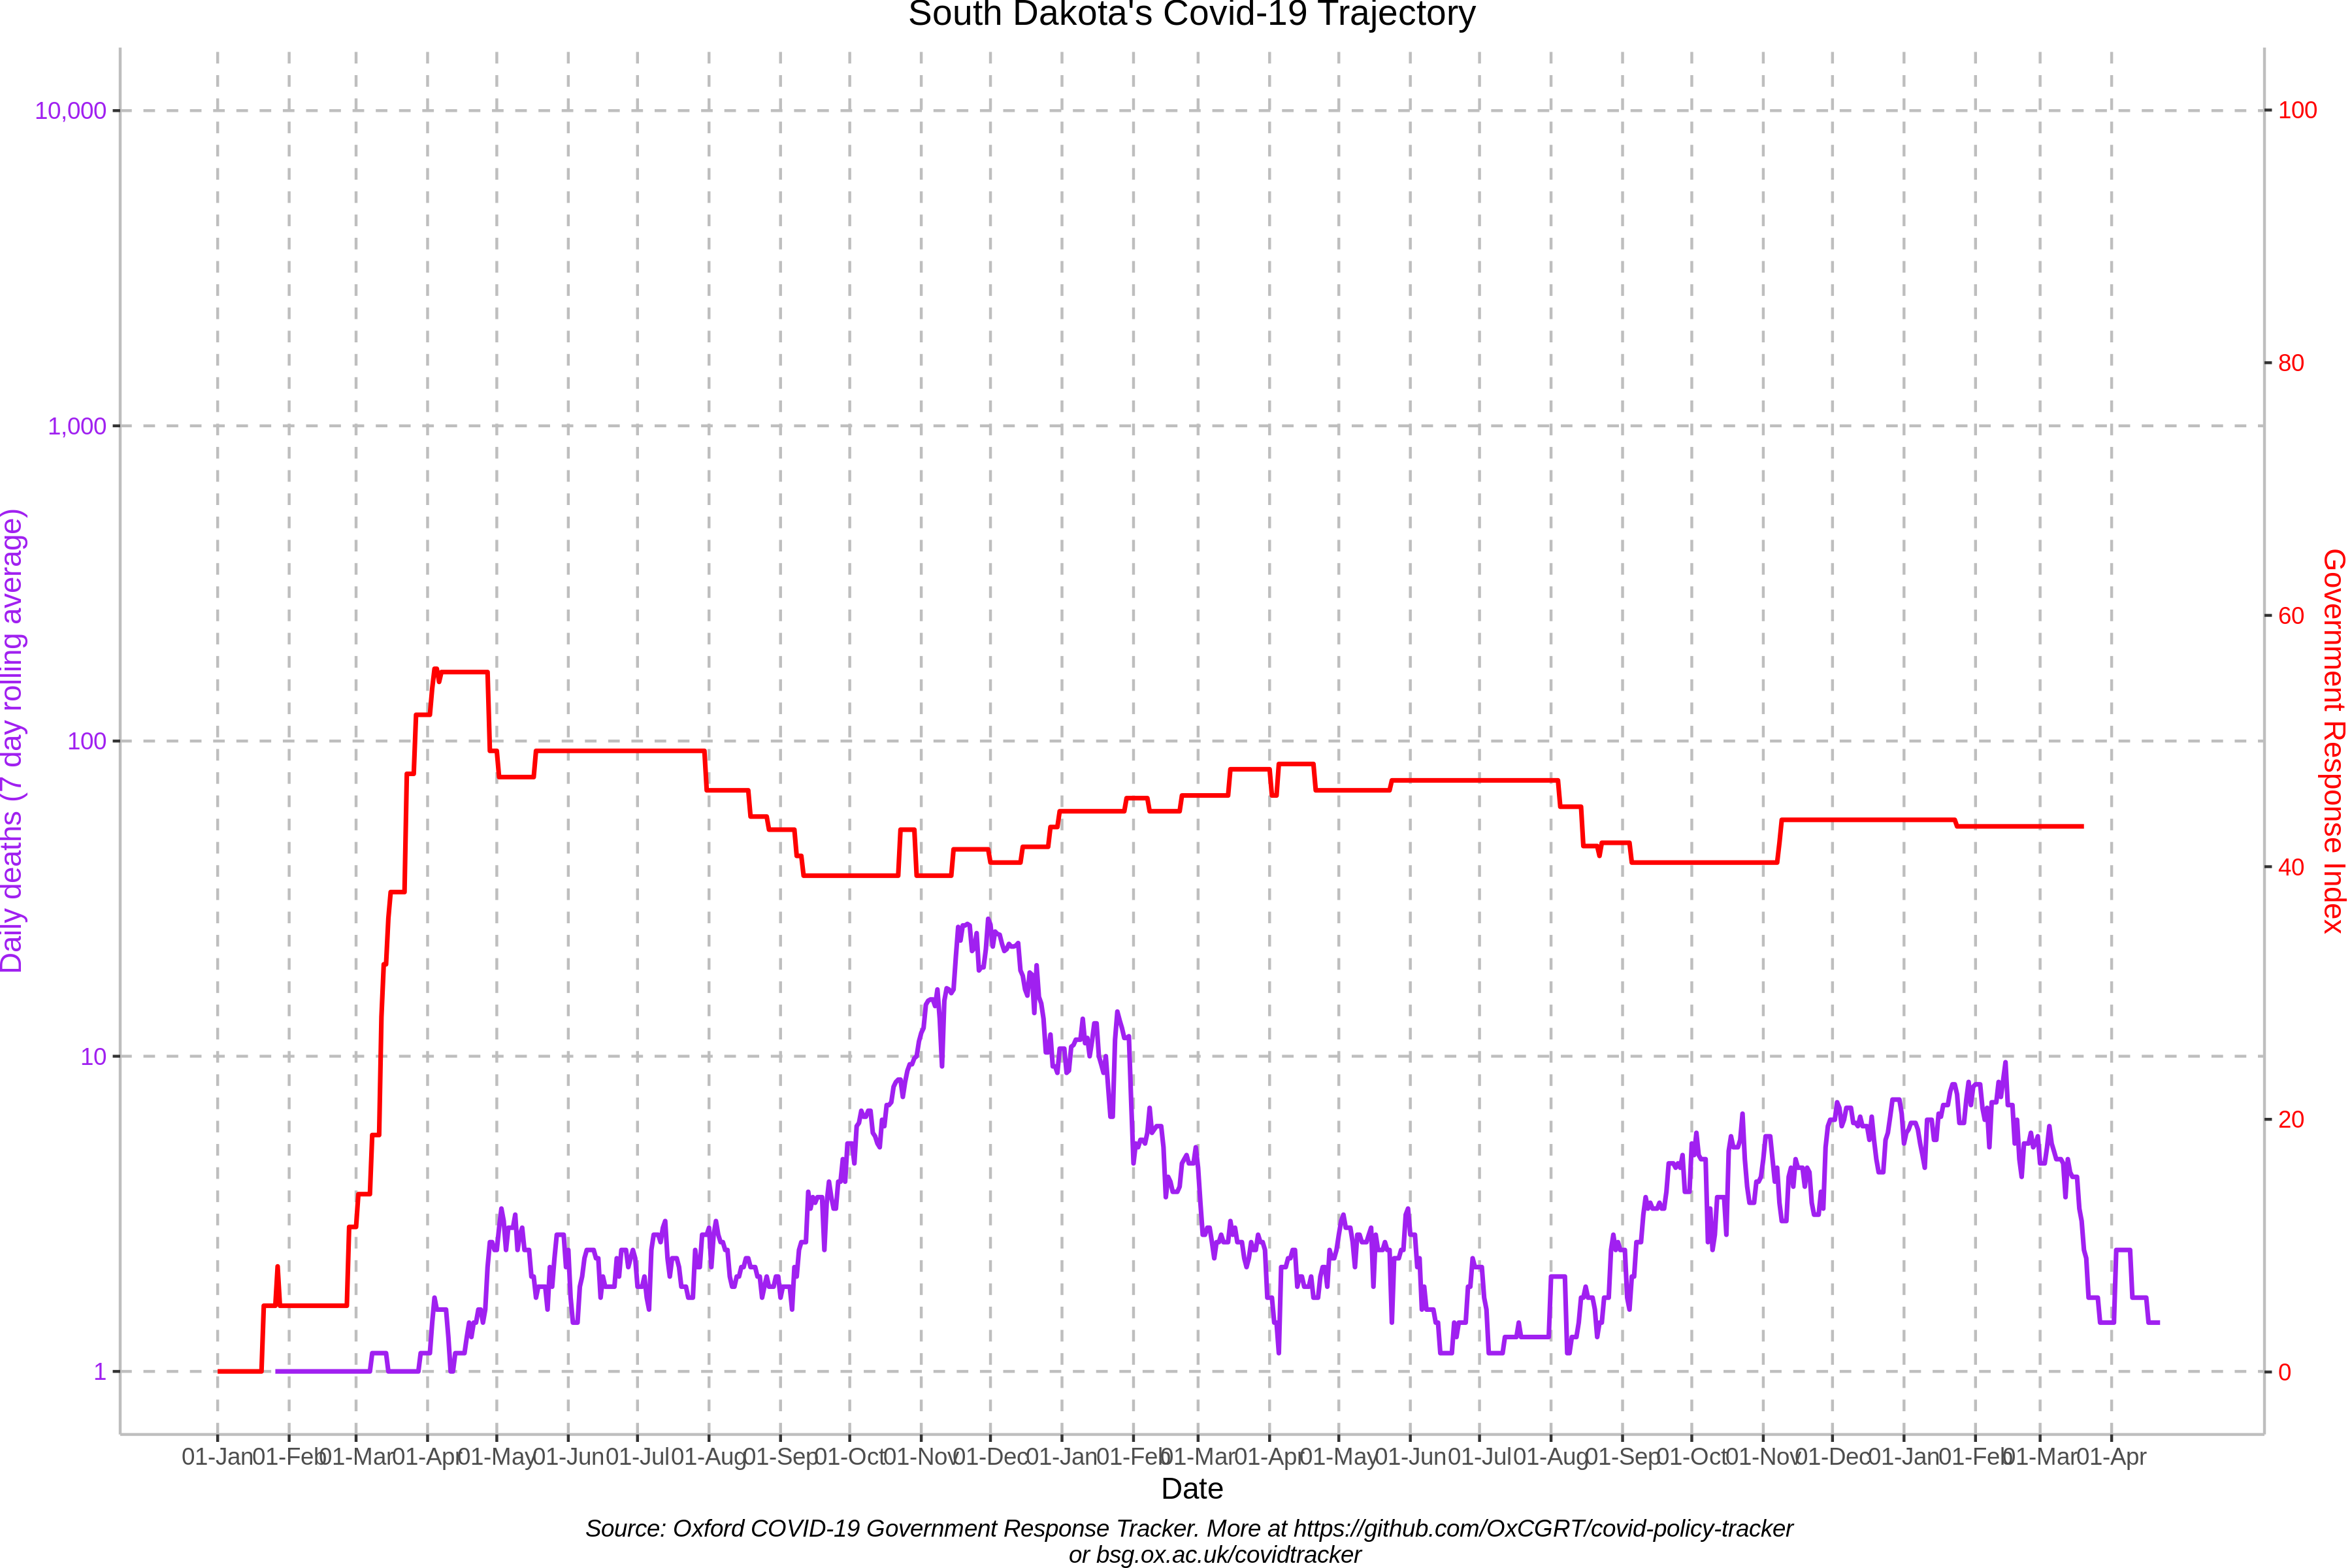 South Dakota's Covid-19 Trajectory
10,000
1,000
100
10
1
Daily deaths (7 day rolling average)
100
80
60
40
20
0
Government Response Index
01-Jan 01-Feb 01-Mar 01-Apr 01-May 01-Jun 01-Jul 01-Aug 01-Sep 01-Oct 01-Nov 01-Dec 01-Jan 01-Feb 01-Mar 01-Apr 01-May 01-Jun 01-Jul 01-Aug 01-Sep 01-Oct 01-Nov 01-Dec 01-Jan 01-Feb 01-Mar 01-Apr
Date
Source: Oxford COVID-19 Government Response Tracker. More at https://github.com/OxCGRT/covid-policy-tracker
or bsg.ox.ac.uk/covidtracker